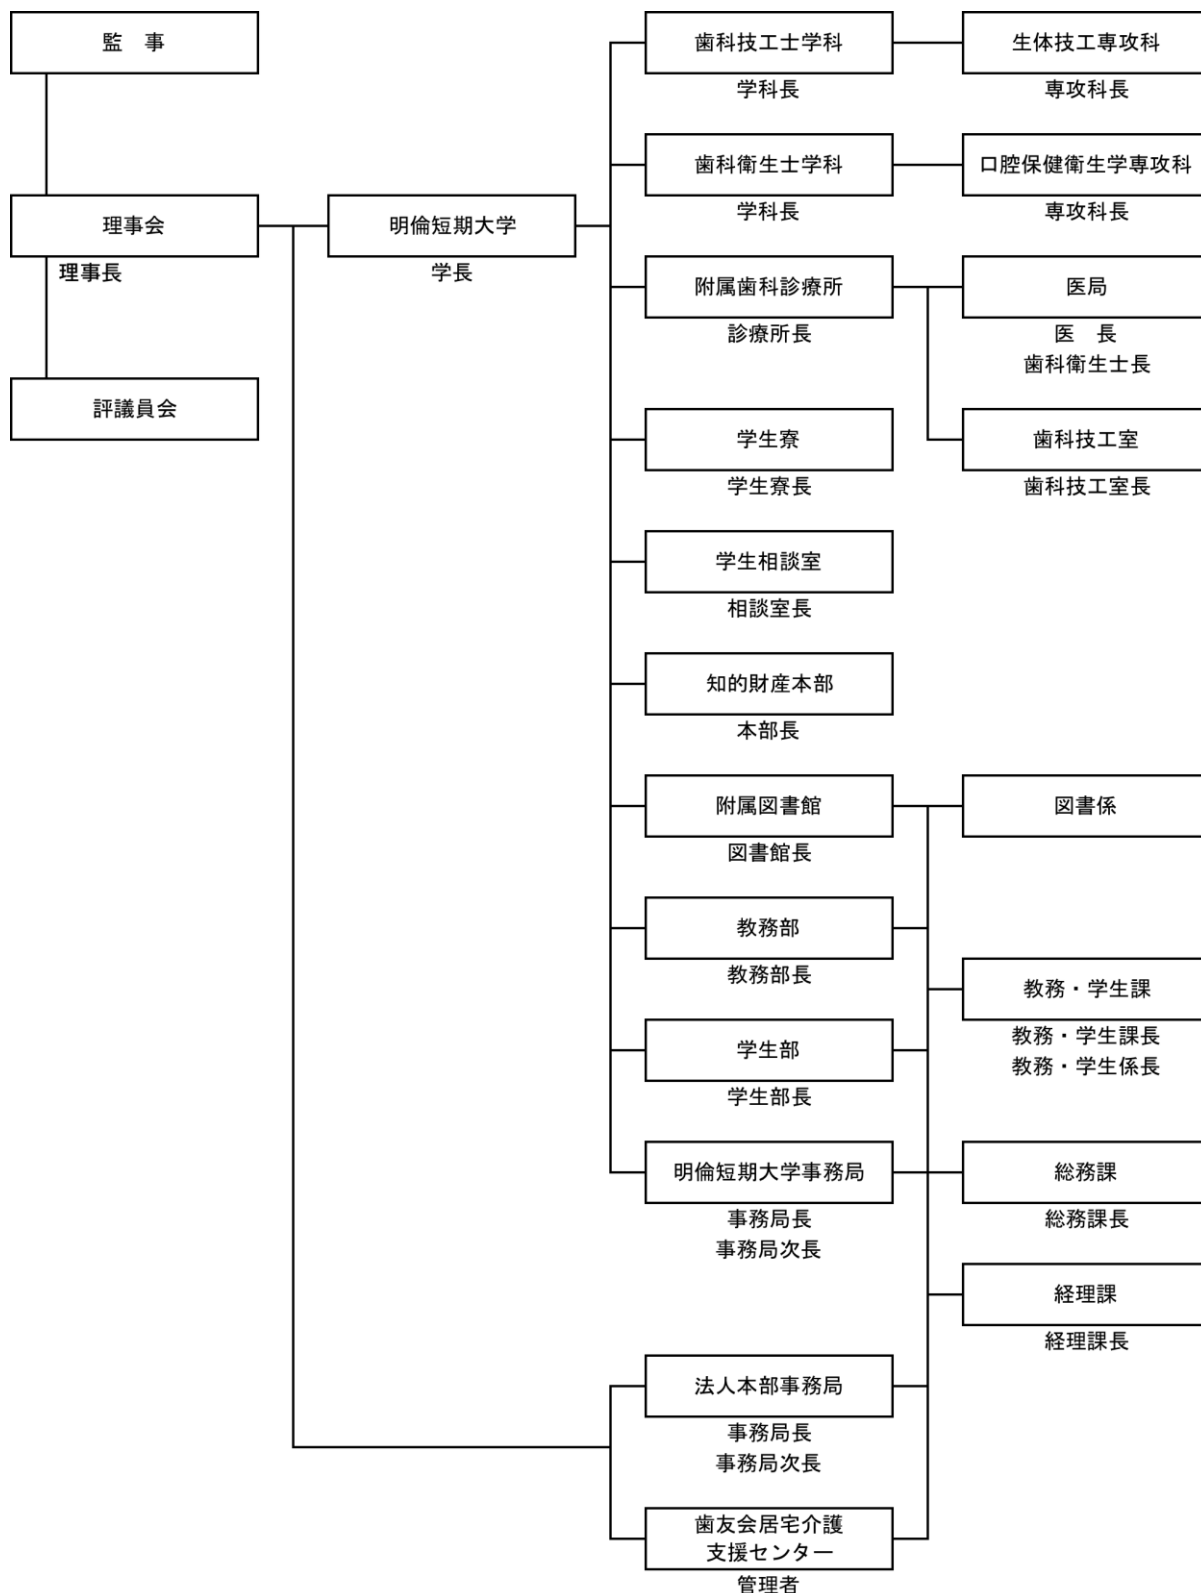 監　事
理事会
理事長
評議員会
明倫短期大学
学長
歯科技工士学科
学科長
生体技工専攻科
専攻科長
歯科衛生士学科
学科長
口腔保健衛生学専攻科
専攻科長
附属歯科診療所
診療所長
医局
医　長
歯科衛生士長
歯科技工室
歯科技工室長
学生寮
学生寮長
学生相談室
相談室長
知的財産本部
本部長
附属図書館
図書館長
図書係
教務部
教務部長
教務・学生課
教務・学生課長
教務・学生係長
学生部
学生部長
明倫短期大学事務局
事務局長
事務局次長
総務課
総務課長
経理課
経理課長
法人本部事務局
事務局長
事務局次長
歯友会居宅介護
支援センター
管理者